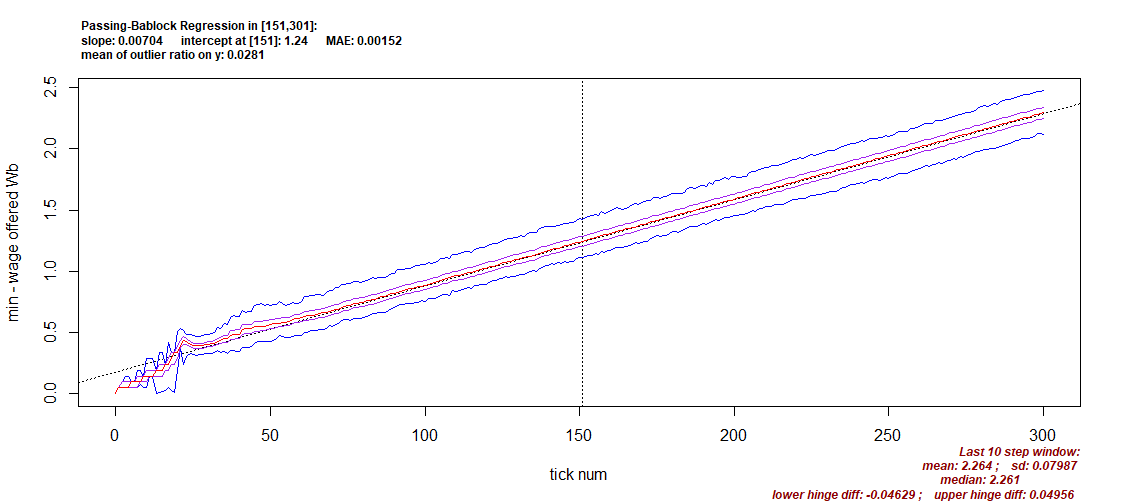 Passing-Bablock Regression in [151,301]:
slope: 0.00704 intercept at [151]: 1.24 MAE: 0.00152
mean of outlier ratio on y: 0.0281
min - wage offered Wb
2.5
2.0
1.5
1.0
0.5
0.0
0 50 100 150 200 250 300
tick num
Last 10 step window:
mean: 2.264 ; sd: 0.07987
median: 2.261
lower hinge diff: -0.04629 ; upper hinge diff: 0.04956